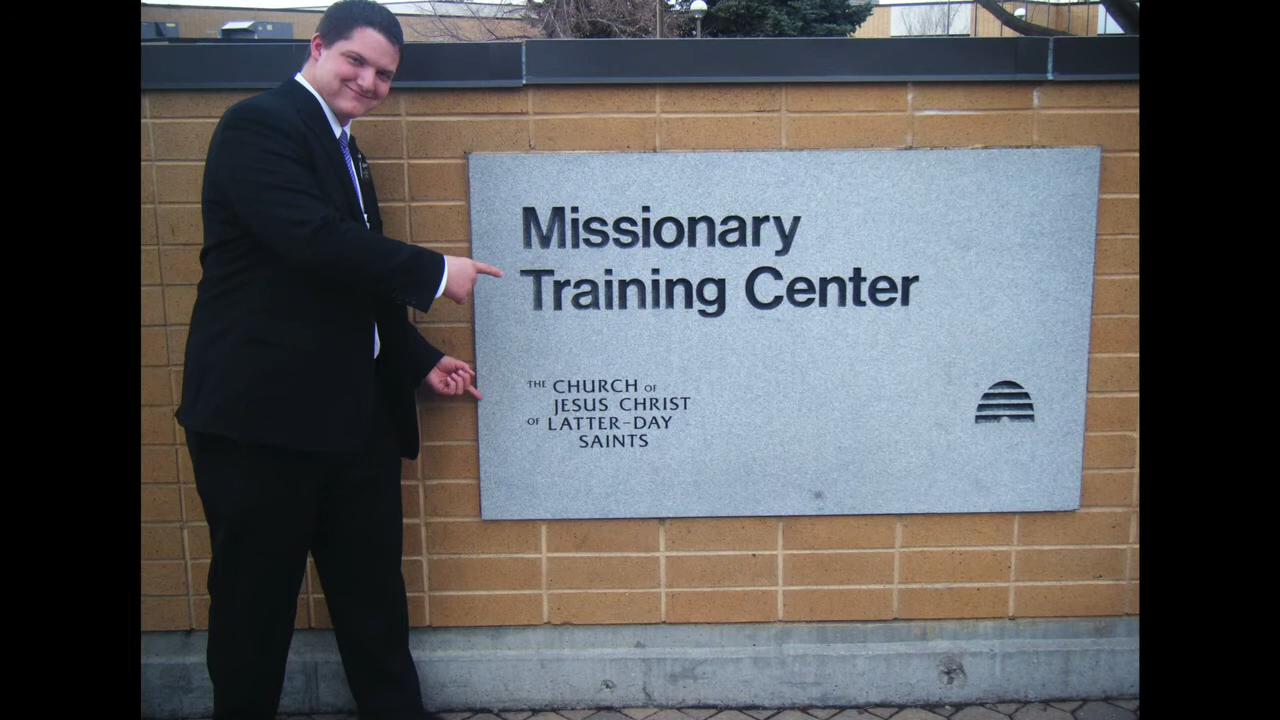 Missionary
Training Center
THE CHURCH OF
JESUS CHRIST
OF LATTER-DAY
SAINTS